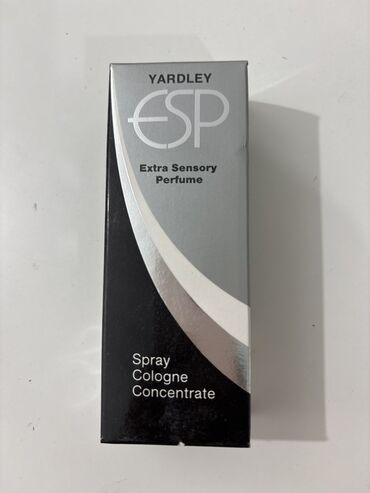 YARDLEY
ESP
Extra Sensory
Perfume
Spray
Cologne
Concentrate